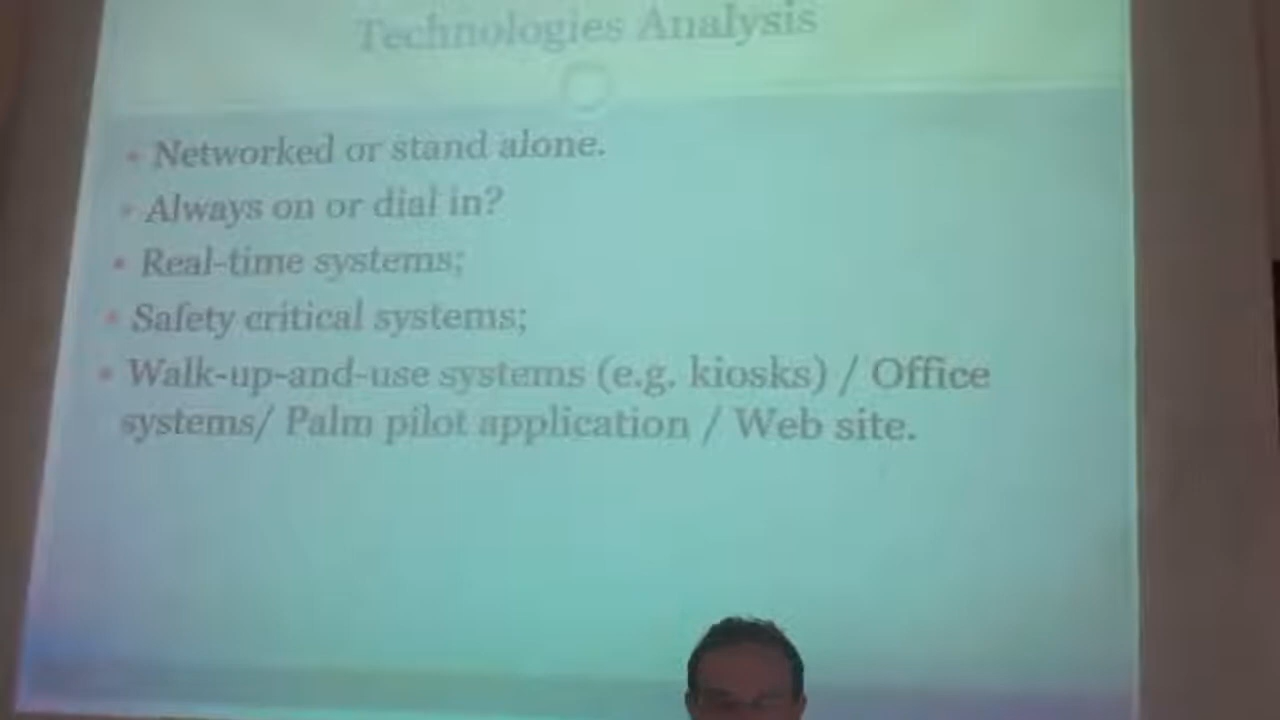 Technologies Analysis
• Networked or stand alone.
• Always on or dial in?
• Real-time systems;
• Safety critical systems;
• Walk-up-and-use systems (e.g. kiosks) / Office
systems/ Palm pilot application / Web site.